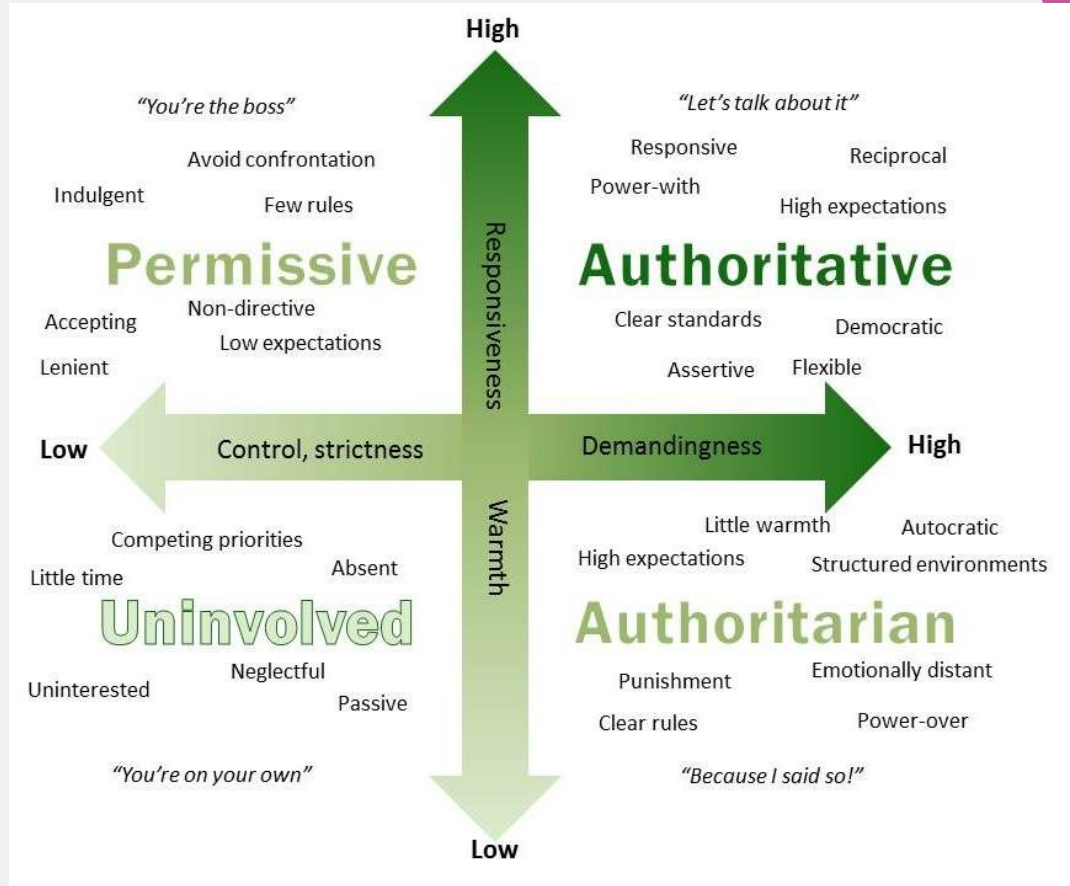 High
“You’re the boss”
Avoid confrontation
Indulgent
Few rules
Permissive
Non-directive
Accepting
Low expectations
Lenient
“Let’s talk about it”
Responsive
Reciprocal
Power-with
High expectations
Authoritative
Clear standards
Democratic
Assertive
Flexible
Responsiveness
Low
Control, strictness
Demandingness
High
Warmth
Competing priorities
Absent
Little time
Uninvolved
Neglectful
Uninterested
Passive
“You’re on your own”
Little warmth
Autocratic
High expectations
Structured environments
Authoritarian
Emotionally distant
Punishment
Clear rules
Power-over
“Because I said so!”
Low